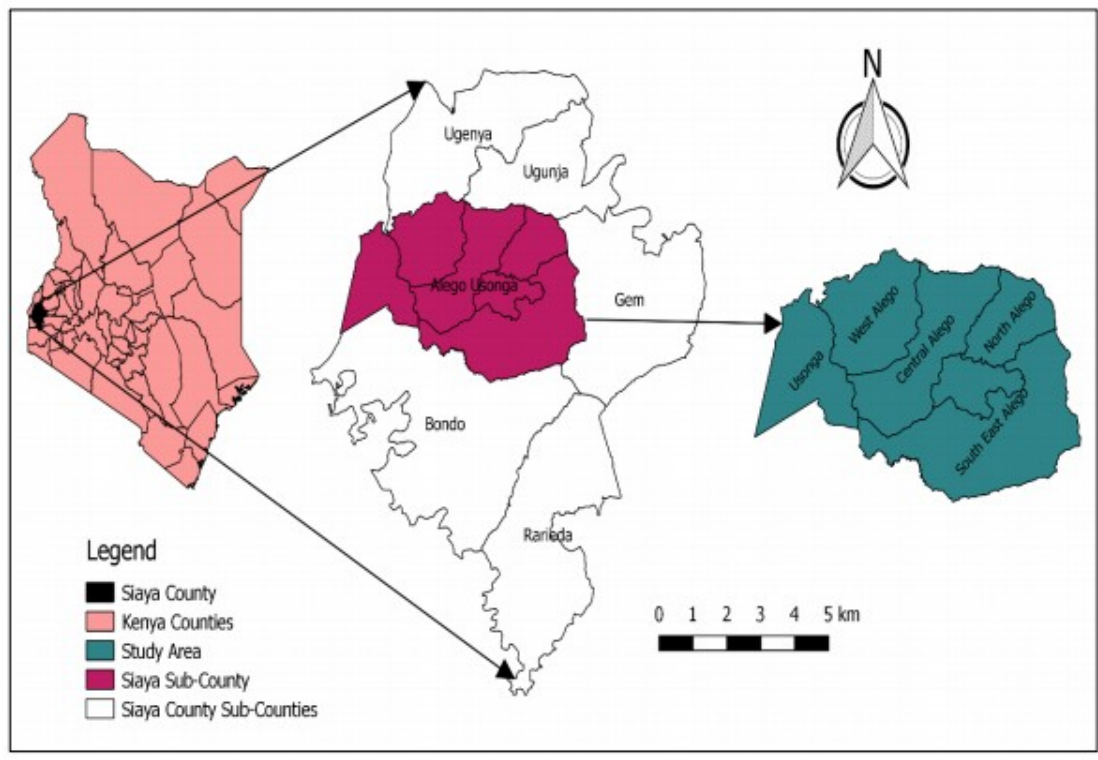 N
Ugenya
Ugunja
Alego Usonga
Gem
Bondo
Rarieda
West Alego
North Alego
Central Alego
Usonga
South East Alego
Legend
Siaya County
Kenya Counties
Study Area
Siaya Sub-County
Siaya County Sub-Counties
0 1 2 3 4 5 km